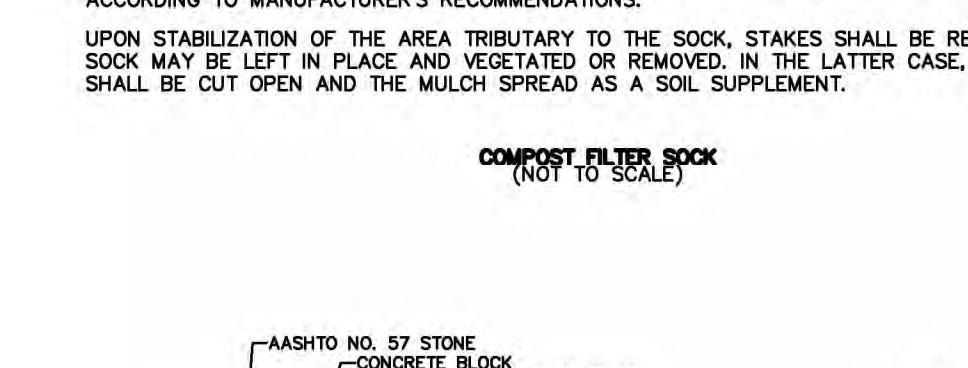 ACCORDING TO MANUFACTURER'S RECOMMENDATIONS.
UPON STABILIZATION OF THE AREA TRIBUTARY TO THE SOCK, STAKES SHALL BE RE
SOCK MAY BE LEFT IN PLACE AND VEGETATED OR REMOVED. IN THE LATTER CASE,
SHALL BE CUT OPEN AND THE MULCH SPREAD AS A SOIL SUPPLEMENT.
COMPOST FILTER SOCK
(NOT TO SCALE)
AASHTO NO. 57 STONE
CONCRETE BLOCK